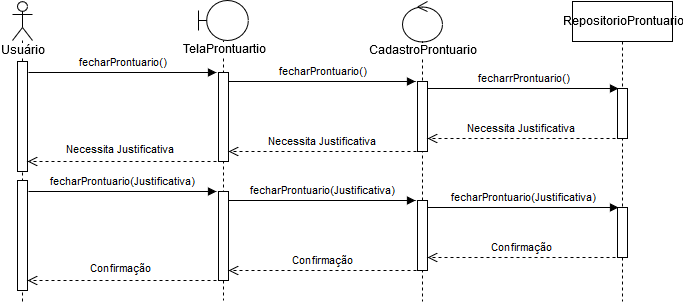 Usuário
TelaProntuartio
CadastroProntuario
RepositorioProntuario
fecharProntuario()
fecharProntuario()
fecharrProntuario()
Necessita Justificativa
Necessita Justificativa
Necessita Justificativa
fecharProntuario(Justificativa)
fecharProntuario(Justificativa)
fecharProntuario(Justificativa)
Confirmação
Confirmação
Confirmação